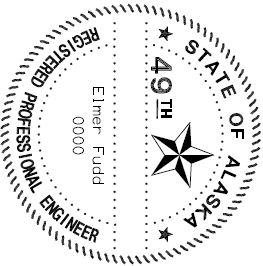 STATE OF ALASKA
49TH
Elmer Fudd
0000
REGISTERED PROFESSIONAL ENGINEER